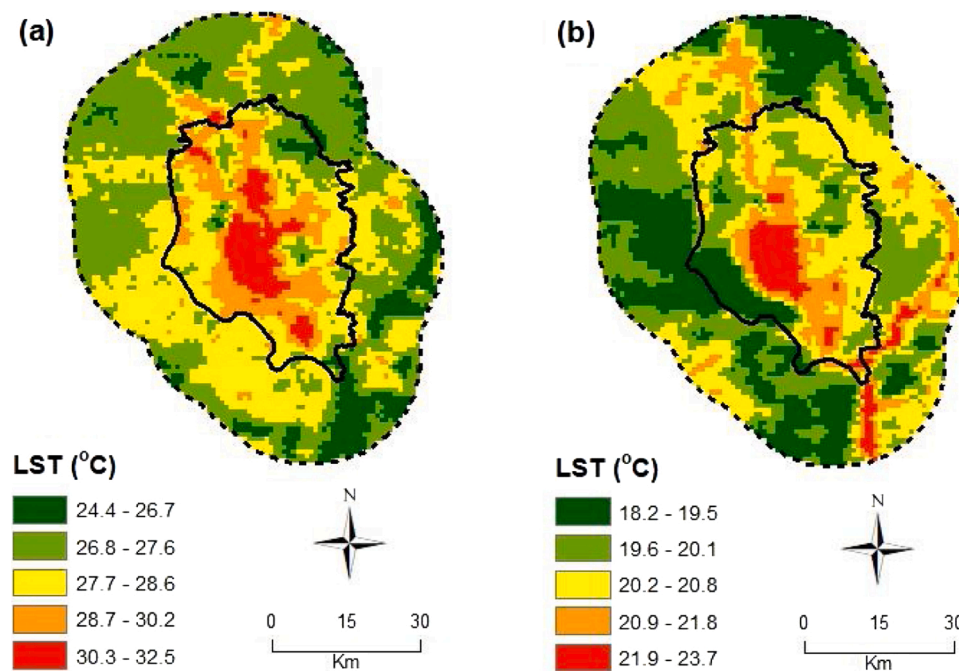 (a)
(b)
LST (°C)
24.4 - 26.7
26.8 - 27.6
27.7 - 28.6
28.7 - 30.2
30.3 - 32.5
N
0 15 30
Km
LST (°C)
18.2 - 19.5
19.6 - 20.1
20.2 - 20.8
20.9 - 21.8
21.9 - 23.7
N
0 15 30
Km